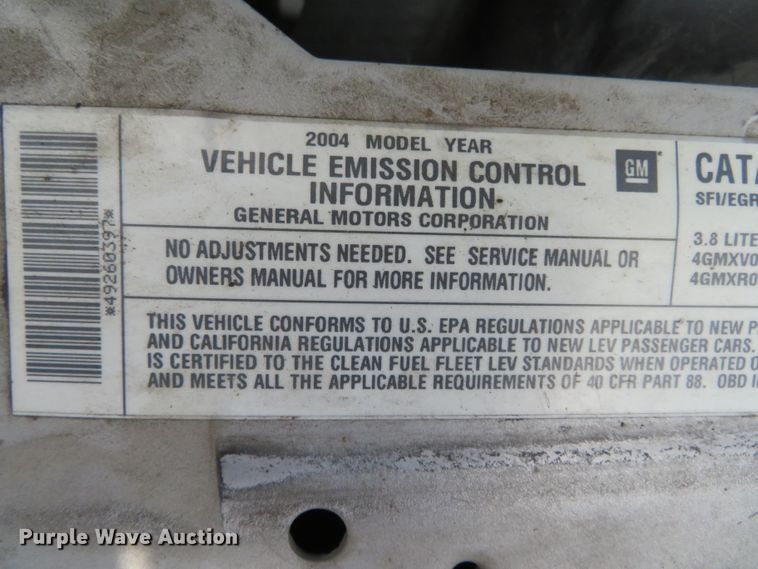 2004 MODEL YEAR
VEHICLE EMISSION CONTROL
INFORMATION
GENERAL MOTORS CORPORATION
GM
NO ADJUSTMENTS NEEDED. SEE SERVICE MANUAL OR
OWNERS MANUAL FOR MORE INFORMATION.
CATA
SFI/EGR
3.8 LITE
4GMXV0
4GMXR0
THIS VEHICLE CONFORMS TO U.S. EPA REGULATIONS APPLICABLE TO NEW
AND CALIFORNIA REGULATIONS APPLICABLE TO NEW LEV PASSENGER CARS.
IS CERTIFIED TO THE CLEAN FUEL FLEET LEV STANDARDS WHEN OPERATED O
AND MEETS ALL THE APPLICABLE REQUIREMENTS OF 40 CFR PART 88. OBD
*49260397*
Purple Wave Auction